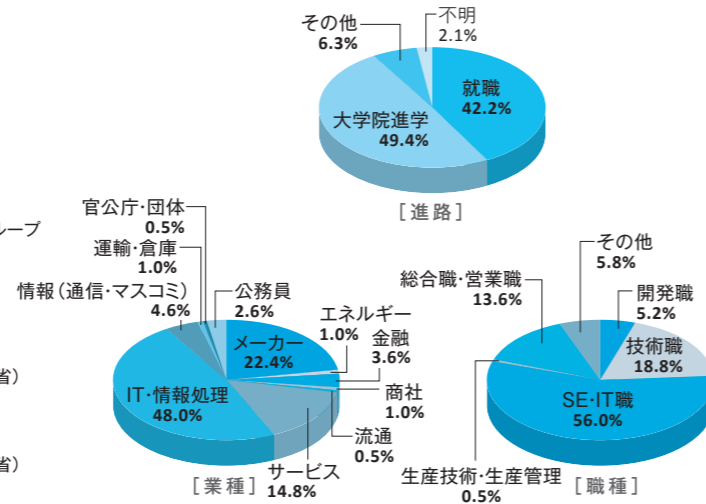 その他
6.3%
不明
2.1%
就職
42.2%
大学院進学
49.4%
[進路]
ループ
省)
省)
官公庁・団体
0.5%
運輸・倉庫
1.0%
情報(通信・マスコミ)
4.6%
公務員
2.6%
メーカー
22.4%
エネルギー
1.0%
金融
3.6%
商社
1.0%
流通
0.5%
サービス
14.8%
IT・情報処理
48.0%
[業種]
その他
5.8%
総合職・営業職
13.6%
開発職
5.2%
技術職
18.8%
SE・IT職
56.0%
生産技術・生産管理
0.5%
[職種]